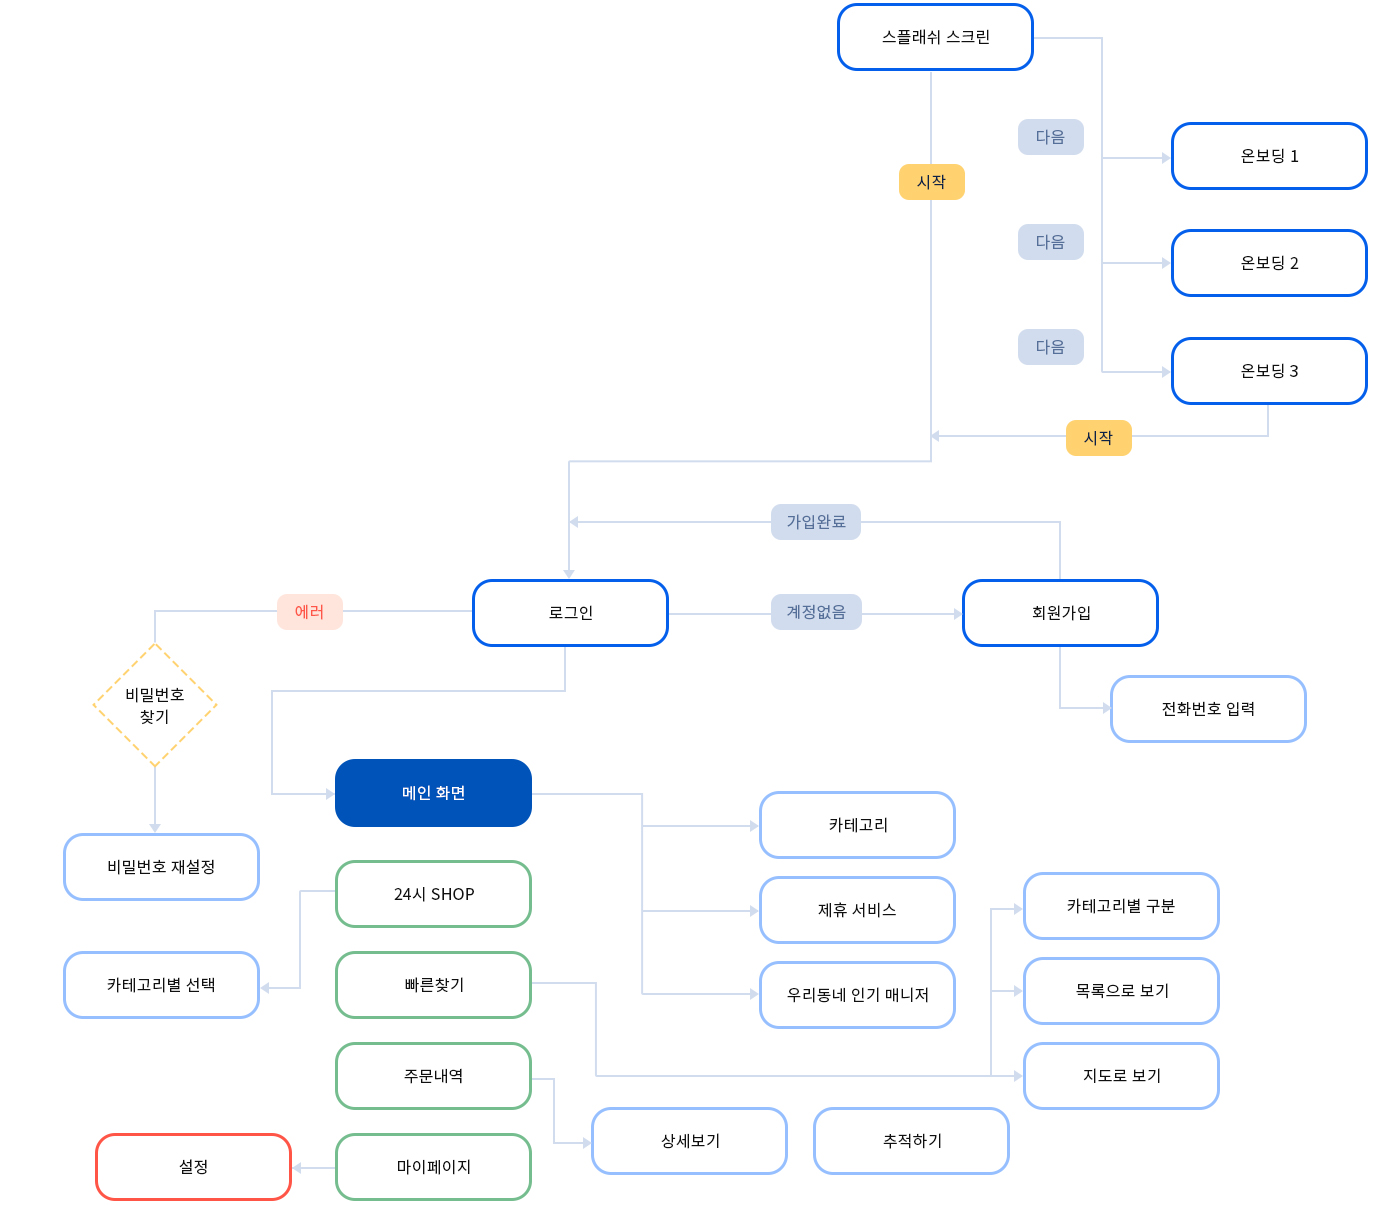 스플래쉬 스크린
다음
온보딩 1
시작
다음
온보딩 2
다음
온보딩 3
시작
가입완료
에러
로그인
계정없음
회원가입
비밀번호
찾기
전화번호 입력
메인 화면
카테고리
비밀번호 재설정
24시 SHOP
제휴 서비스
카테고리별 구분
카테고리별 선택
빠른찾기
우리동네 인기 매니저
목록으로 보기
주문내역
지도로 보기
상세보기
추적하기
설정
마이페이지